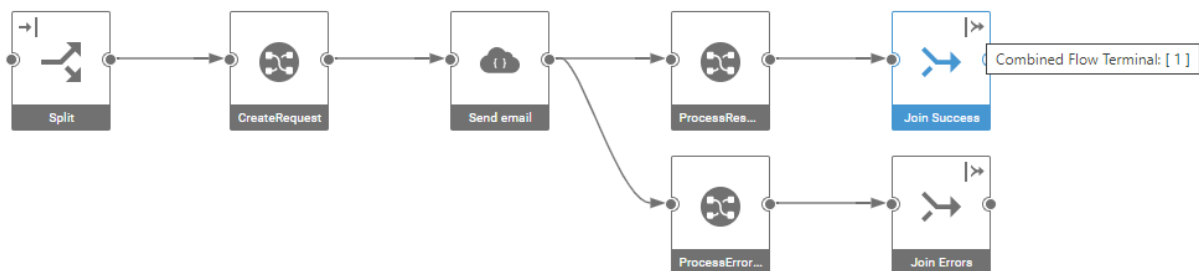 Split
CreateRequest
Send email
ProcessRes...
Join Success
Combined Flow Terminal: [ 1 ]
ProcessError...
Join Errors